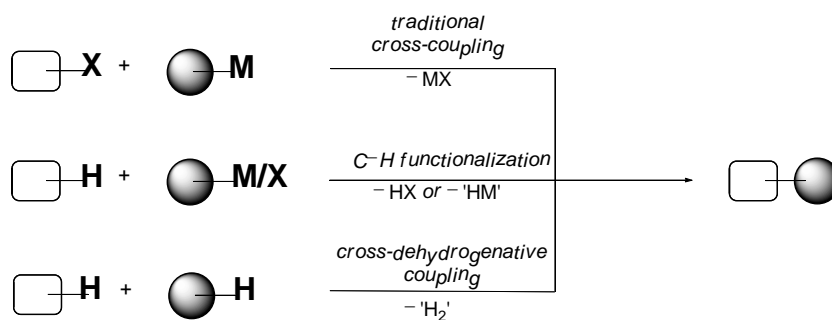 traditional
cross-coupling
X + M
– MX
C–H functionalization
H + M/X
– HX or – 'HM'
cross-dehydrogenative
coupling
H + H
– 'H₂'